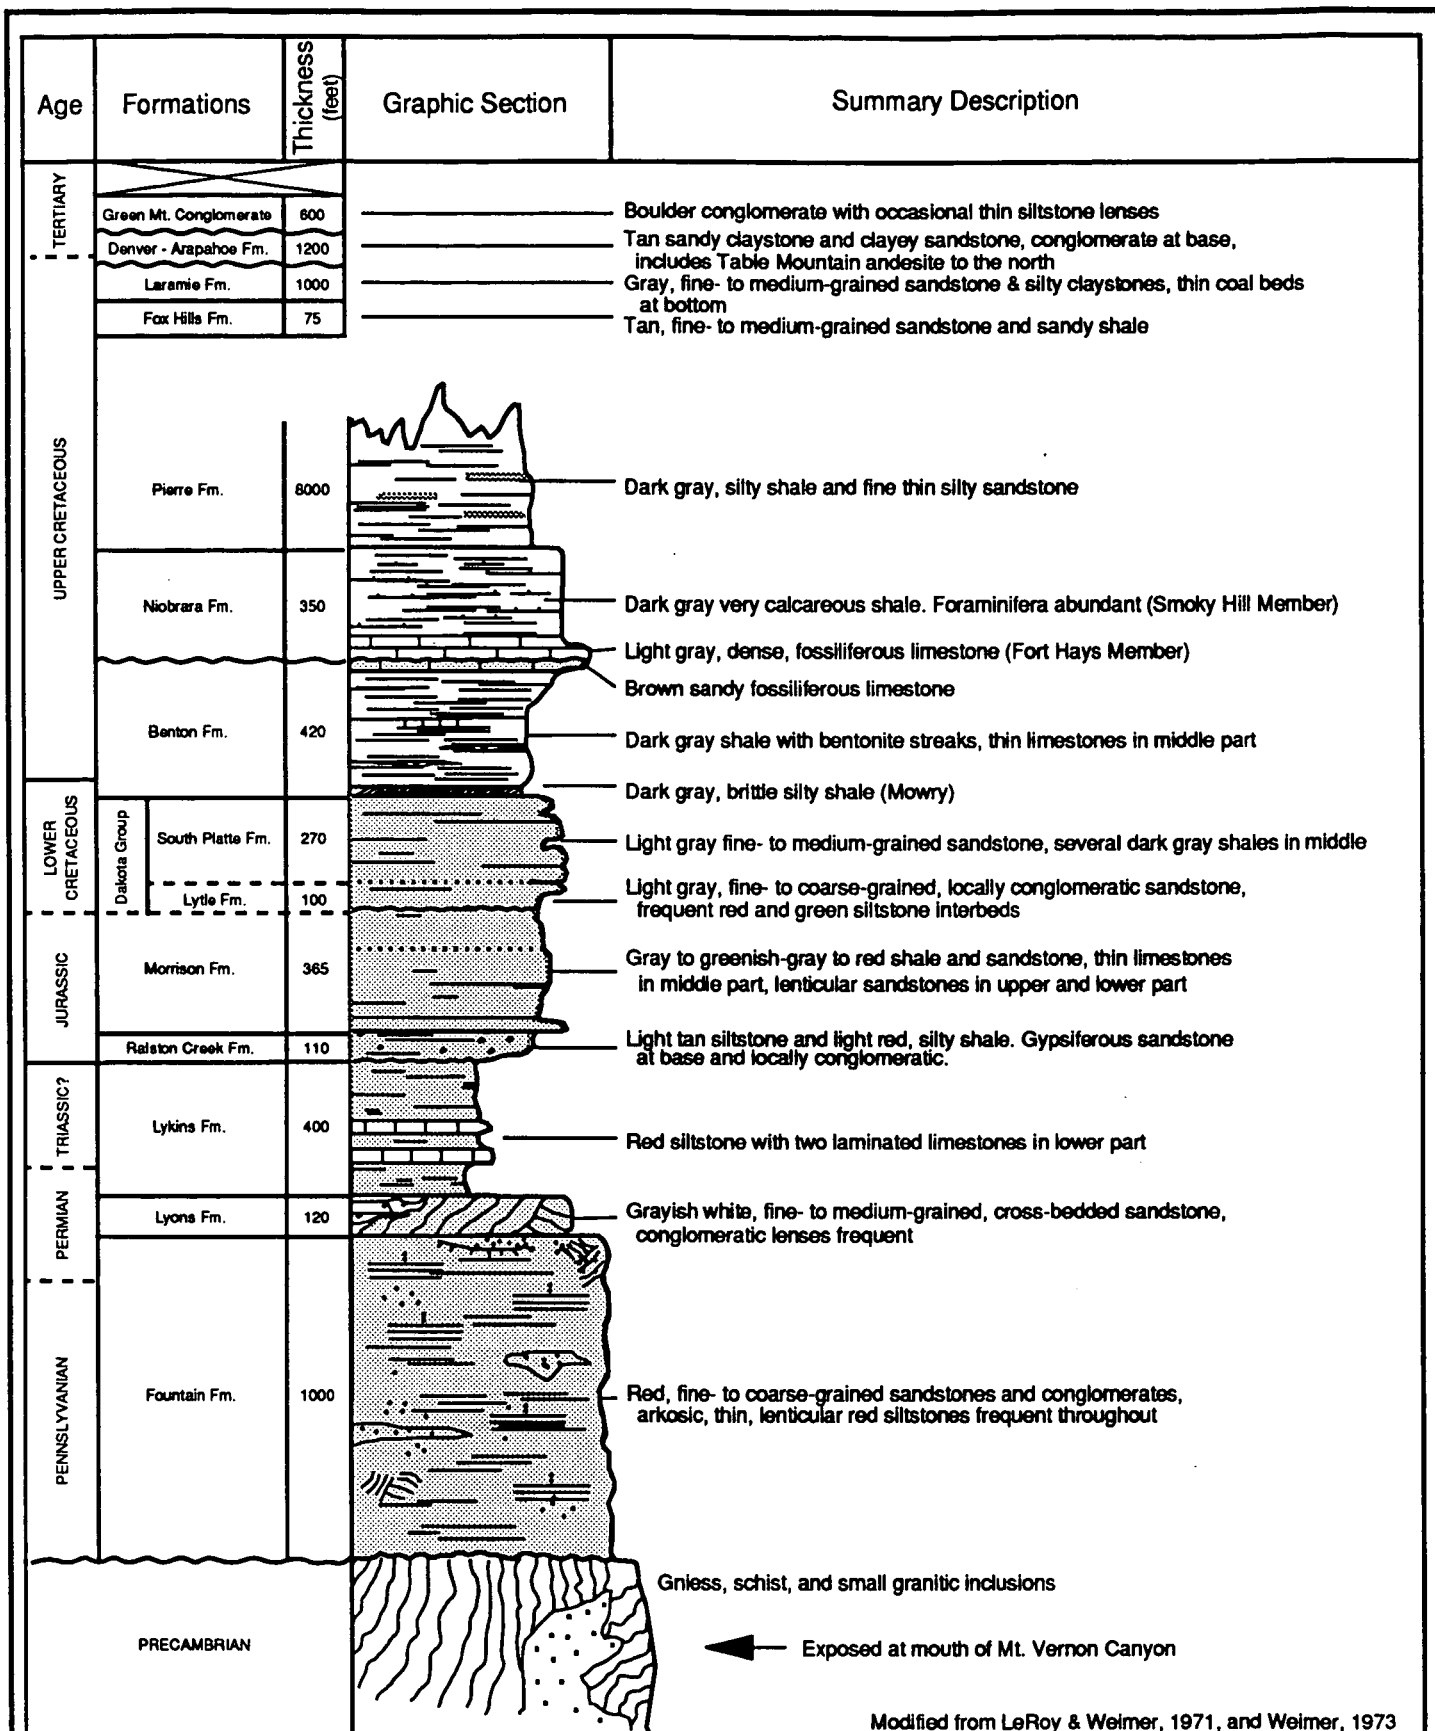 Age
Formations
Thickness
(feet)
Graphic Section
Summary Description
TERTIARY
Green Mt. Conglomerate
600
Boulder conglomerate with occasional thin siltstone lenses
Denver - Arapahoe Fm.
1200
Tan sandy claystone and clayey sandstone, conglomerate at base,
includes Table Mountain andesite to the north
UPPER CRETACEOUS
Laramie Fm.
1000
Gray, fine- to medium-grained sandstone & silty claystones, thin coal beds
at bottom
Fox Hills Fm.
75
Tan, fine- to medium-grained sandstone and sandy shale
Pierre Fm.
8000
Dark gray, silty shale and fine thin silty sandstone
Niobrara Fm.
350
Dark gray very calcareous shale. Foraminifera abundant (Smoky Hill Member)
Light gray, dense, fossiliferous limestone (Fort Hays Member)
Brown sandy fossiliferous limestone
Benton Fm.
420
Dark gray shale with bentonite streaks, thin limestones in middle part
Dark gray, brittle silty shale (Mowry)
LOWER
CRETACEOUS
Dakota Group
South Platte Fm.
270
Light gray fine- to medium-grained sandstone, several dark gray shales in middle
Lytle Fm.
100
Light gray, fine- to coarse-grained, locally conglomeratic sandstone,
frequent red and green siltstone interbeds
JURASSIC
Morrison Fm.
365
Gray to greenish-gray to red shale and sandstone, thin limestones
in middle part, lenticular sandstones in upper and lower part
Ralston Creek Fm.
110
Light tan siltstone and light red, silty shale. Gypsiferous sandstone
at base and locally conglomeratic.
TRIASSIC?
Lykins Fm.
400
Red siltstone with two laminated limestones in lower part
PERMIAN
Lyons Fm.
120
Grayish white, fine- to medium-grained, cross-bedded sandstone,
conglomeratic lenses frequent
PENNSLYVANIAN
Fountain Fm.
1000
Red, fine- to coarse-grained sandstones and conglomerates,
arkosic, thin, lenticular red siltstones frequent throughout
PRECAMBRIAN
Gniess, schist, and small granitic inclusions
Exposed at mouth of Mt. Vernon Canyon
Modified from LeRoy & Weimer, 1971, and Weimer, 1973